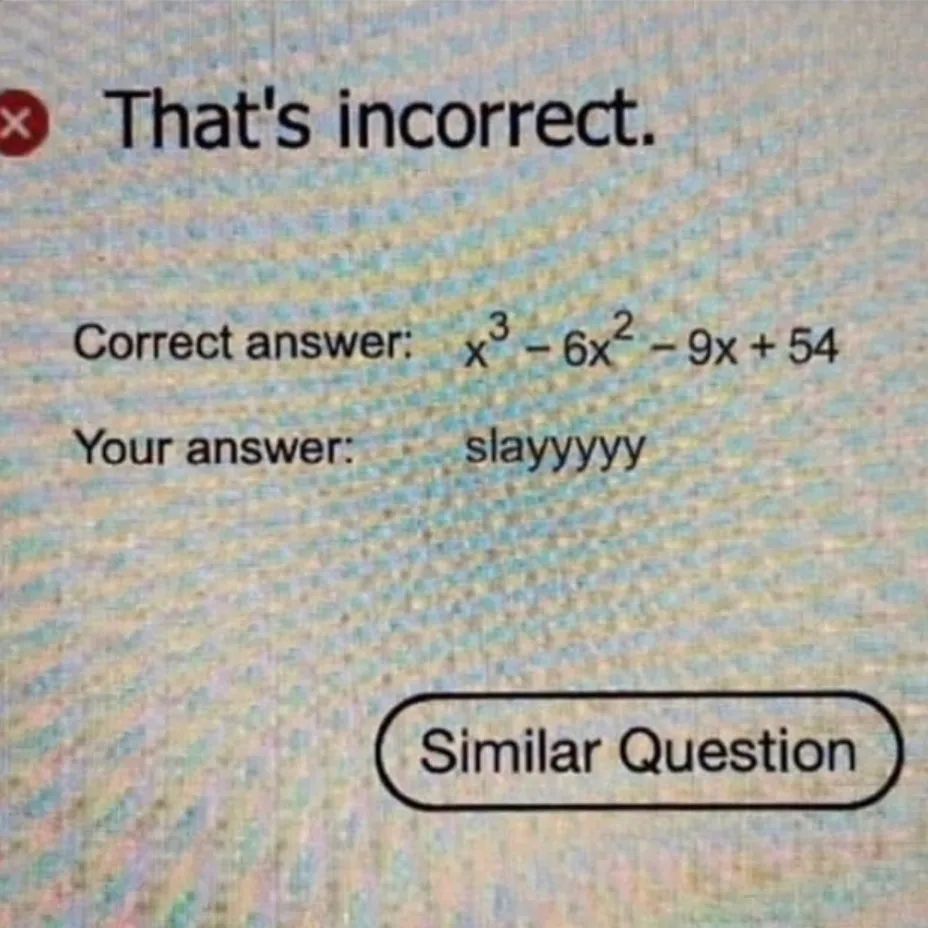 That's incorrect.
Correct answer: x³ – 6x² – 9x + 54
Your answer: slayyyyy
Similar Question